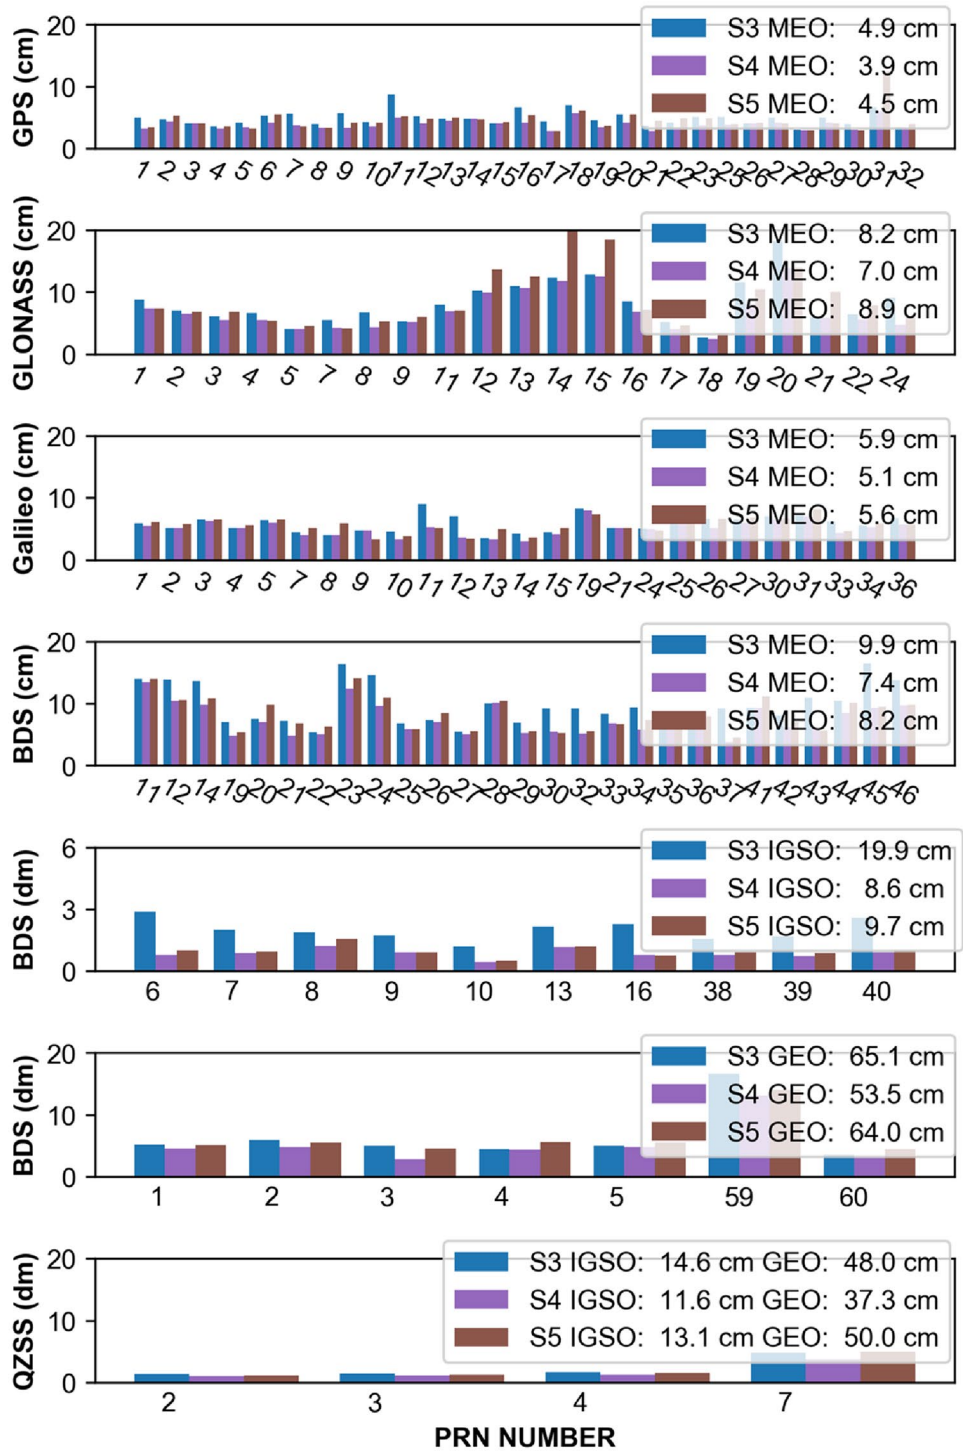 GPS (cm)
20
10
0
S3 MEO: 4.9 cm
S4 MEO: 3.9 cm
S5 MEO: 4.5 cm
1 2 3 4 5 6 7 8 9 10 11 12 13 14 15 16 17 18 19 20 21 22 23 25 26 27 28 29 30 31 32
GLONASS (cm)
20
10
0
S3 MEO: 8.2 cm
S4 MEO: 7.0 cm
S5 MEO: 8.9 cm
1 2 3 4 5 7 8 9 11 12 13 14 15 16 17 18 19 20 21 22 24
Galileo (cm)
20
10
0
S3 MEO: 5.9 cm
S4 MEO: 5.1 cm
S5 MEO: 5.6 cm
1 2 3 4 5 7 8 9 10 11 12 13 14 15 19 21 24 25 26 27 30 31 33 34 36
BDS (cm)
20
10
0
S3 MEO: 9.9 cm
S4 MEO: 7.4 cm
S5 MEO: 8.2 cm
11 12 14 19 20 21 22 23 24 25 26 27 28 29 30 32 33 34 35 36 37 41 42 43 44 45 46
BDS (dm)
6
3
0
S3 IGSO: 19.9 cm
S4 IGSO: 8.6 cm
S5 IGSO: 9.7 cm
6 7 8 9 10 13 16 38 39 40
BDS (dm)
20
10
0
S3 GEO: 65.1 cm
S4 GEO: 53.5 cm
S5 GEO: 64.0 cm
1 2 3 4 5 59 60
QZSS (dm)
20
10
0
S3 IGSO: 14.6 cm GEO: 48.0 cm
S4 IGSO: 11.6 cm GEO: 37.3 cm
S5 IGSO: 13.1 cm GEO: 50.0 cm
2 3 4 7
PRN NUMBER